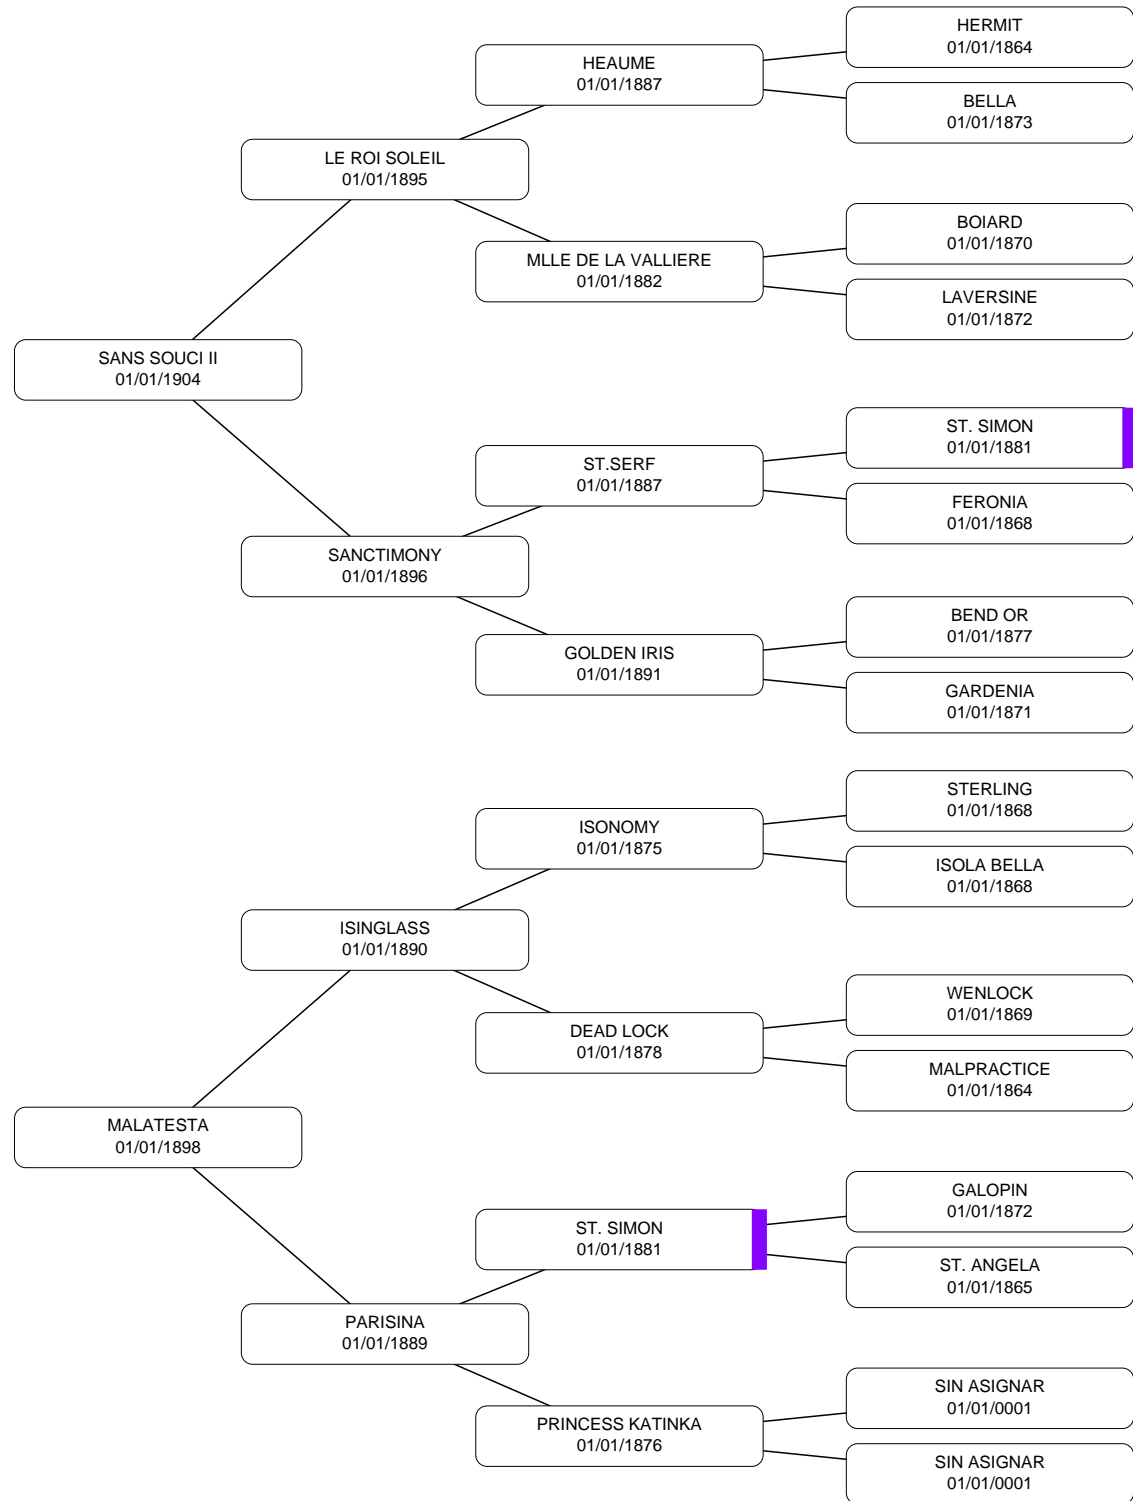 HERMIT
01/01/1864
HEAUME
01/01/1887
BELLA
01/01/1873
LE ROI SOLEIL
01/01/1895
BOIARD
01/01/1870
MLLE DE LA VALLIERE
01/01/1882
LAVERSINE
01/01/1872
SANS SOUCI II
01/01/1904
ST. SIMON
01/01/1881
ST.SERF
01/01/1887
FERONIA
01/01/1868
SANCTIMONY
01/01/1896
BEND OR
01/01/1877
GOLDEN IRIS
01/01/1891
GARDENIA
01/01/1871
STERLING
01/01/1868
ISONOMY
01/01/1875
ISOLA BELLA
01/01/1868
ISINGLASS
01/01/1890
WENLOCK
01/01/1869
DEAD LOCK
01/01/1878
MALPRACTICE
01/01/1864
MALATESTA
01/01/1898
GALOPIN
01/01/1872
ST. SIMON
01/01/1881
ST. ANGELA
01/01/1865
PARISINA
01/01/1889
SIN ASIGNAR
01/01/0001
PRINCESS KATINKA
01/01/1876
SIN ASIGNAR
01/01/0001